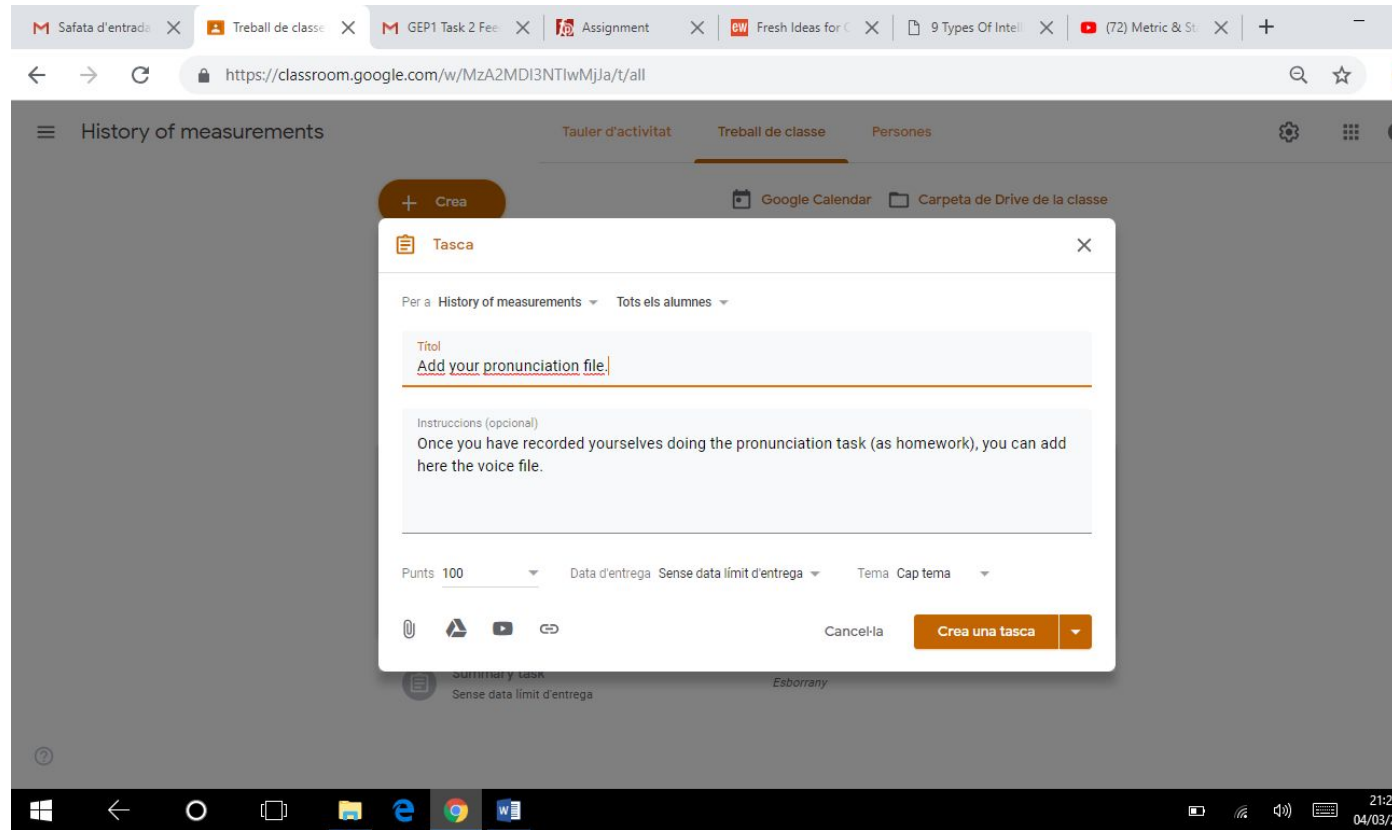 Safata d'entrada
Treball de classe
GEP1 Task 2 Fee
Assignment
Fresh Ideas for
9 Types Of Intell
(72) Metric & St
https://classroom.google.com/w/MzA2MDI3NTIwMjJa/t/all
History of measurements
Tauler d'activitat
Treball de classe
Persones
Crea
Google Calendar
Carpeta de Drive de la classe
Tasca
Per a History of measurements Tots els alumnes
Títol
Add your pronunciation file.
Instruccions (opcional)
Once you have recorded yourselves doing the pronunciation task (as homework), you can add
here the voice file.
Punts 100 Data d'entrega Sense data límit d'entrega Tema Cap tema
Cancel·la
Crea una tasca
Summary task
Esborrany
Sense data límit d'entrega
21:2
04/03/